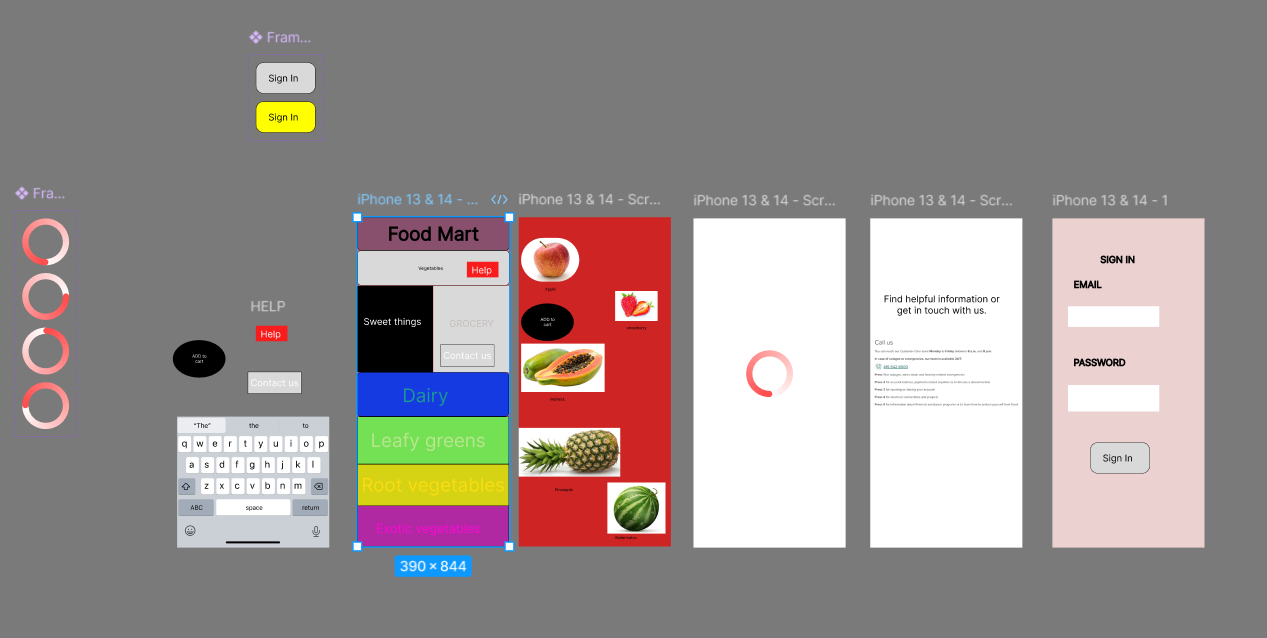 Fram...
Sign In
Sign In
Fra...
HELP
Help
ADD to
cart
Contact us
"The"
the
to
q w e r t y u i o p
a s d f g h j k l
z x c v b n m
ABC
space
return
iPhone 13 & 14 - ...
Food Mart
Vegetables
Help
Sweet things
GROCERY
Contact us
Dairy
Leafy greens
Root vegetables
Exotic vegetables
390 × 844
iPhone 13 & 14 - Scr...
Apple
strawberry
ADD to
cart
Pineapple
Watermelon
iPhone 13 & 14 - Scr...
iPhone 13 & 14 - Scr...
Find helpful information or
get in touch with us.
Call us
iPhone 13 & 14 - 1
SIGN IN
EMAIL
PASSWORD
Sign In